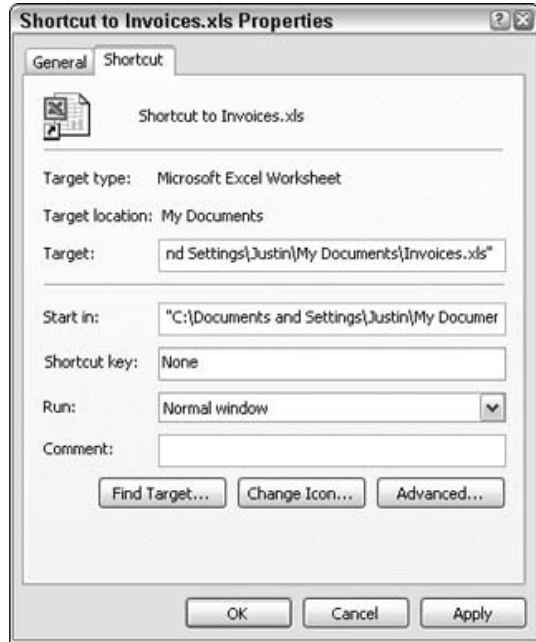 Shortcut to Invoices.xls Properties
General Shortcut
Shortcut to Invoices.xls
Target type: Microsoft Excel Worksheet
Target location: My Documents
Target: nd Settings\Justin\My Documents\Invoices.xls"
Start in: "C:\Documents and Settings\Justin\My Documer
Shortcut key: None
Run: Normal window
Comment:
Find Target... Change Icon... Advanced...
OK Cancel Apply